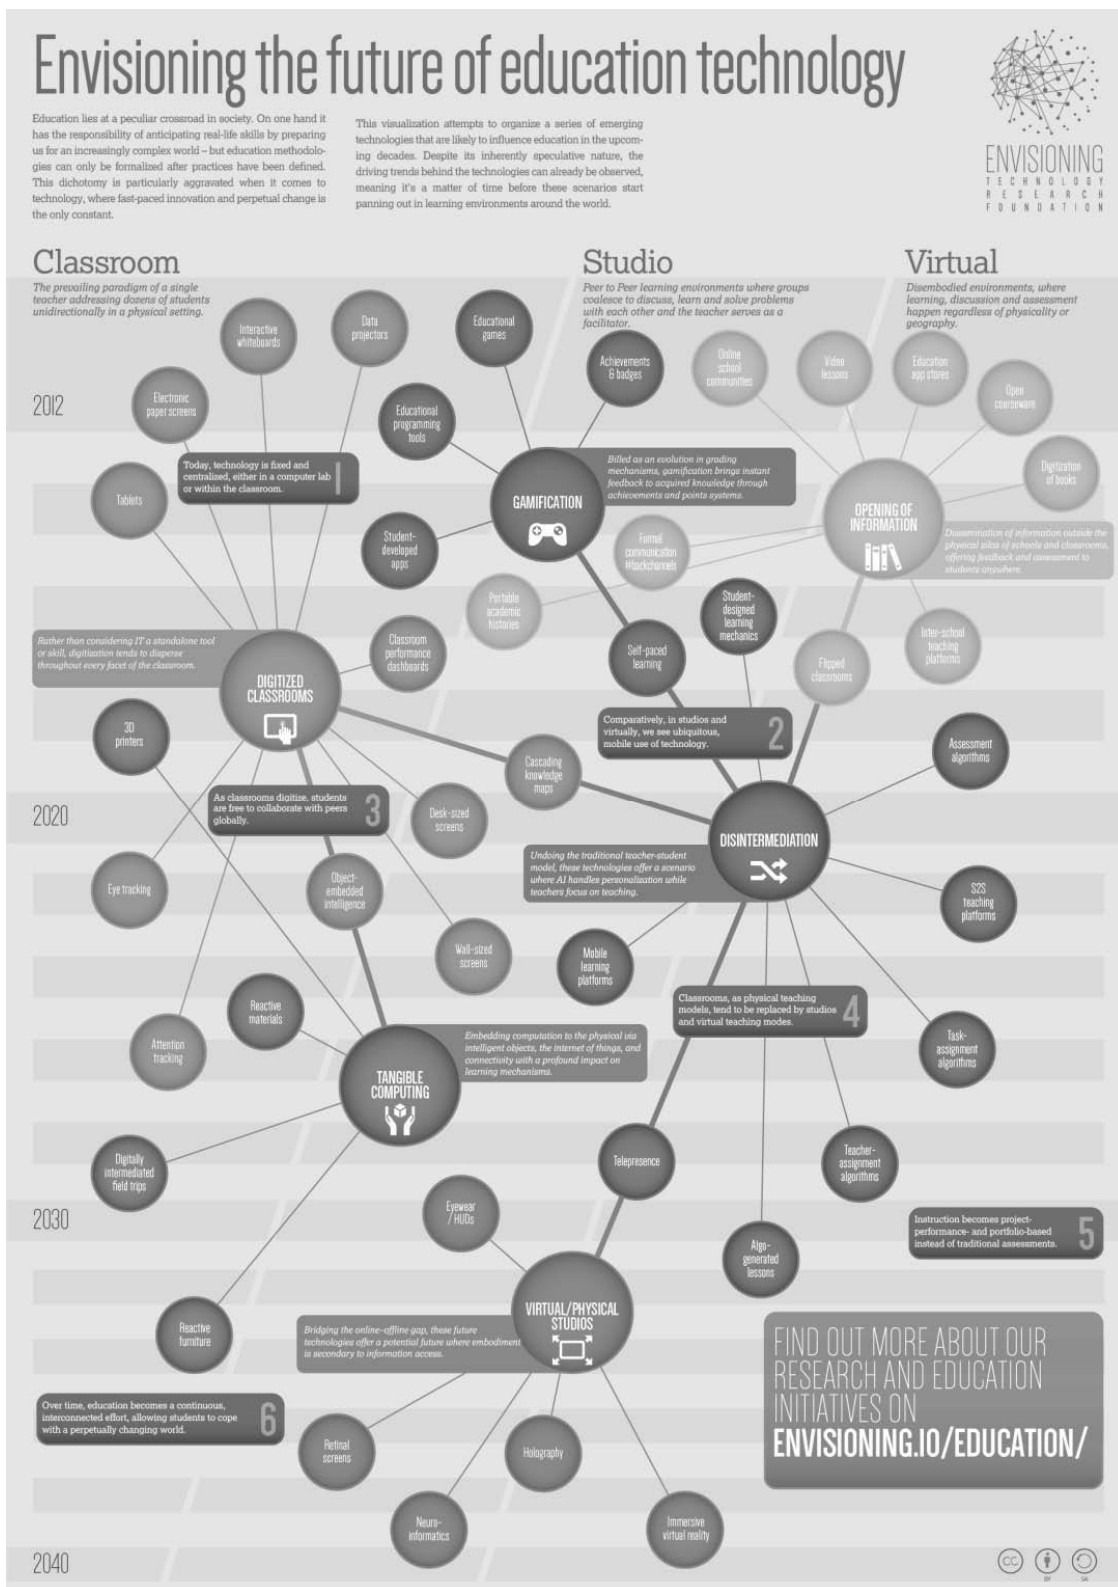 Envisioning the future of education technology
Education lies at a peculiar crossroad in society. On one hand it
has the responsibility of anticipating real-life skills by preparing
us for an increasingly complex world – but education methodolo-
gies can only be formalized after practices have been defined.
This dichotomy is particularly aggravated when it comes to
technology, where fast-paced innovation and perpetual change is
the only constant.
This visualization attempts to organize a series of emerging
technologies that are likely to influence education in the upcom-
ing decades. Despite its inherently speculative nature, the
driving trends behind the technologies can already be observed,
meaning it's a matter of time before these scenarios start
panning out in learning environments around the world.
ENVISIONING
TECHNOLOGY
RESEARCH
FOUNDATION
Classroom
The prevailing paradigm of a single
teacher addressing dozens of students
unidirectionally in a physical setting.
Studio
Peer to Peer learning environments where groups
coalesce to discuss, learn and solve problems
with each other and the teacher serves as a
facilitator.
Virtual
Disembodied environments, where
learning, discussion and assessment
happen regardless of physicality or
geography.
Interactive
whiteboards
Data
projectors
Educational
games
Achievements
& badges
Online
school
communities
Video
lessons
Education
app stores
Open
courseware
2012
Electronic
paper screens
Educational
programming
tools
Today, technology is fixed and
centralized, either in a computer lab
or within the classroom.
1
Billed as an evolution in grading
mechanisms, gamification brings instant
feedback to acquired knowledge through
achievements and points systems.
Digitization
of books
Tablets
GAMIFICATION
OPENING OF
INFORMATION
Student-
developed
apps
Formal
communication
#backchannels
Dissemination of information outside the
physical silos of schools and classrooms,
offering feedback and assessment to
students anywhere.
Portable
academic
histories
Student-
designed
learning
mechanics
Rather than considering IT a standalone tool
or skill, digitization tends to disperse
throughout every facet of the classroom.
Classroom
performance
dashboards
Self-paced
learning
Flipped
classrooms
Inter-school
teaching
platforms
DIGITIZED
CLASSROOMS
3D
printers
Comparatively, in studios and
virtually, we see ubiquitous,
mobile use of technology.
2
Assessment
algorithms
Cascading
knowledge
maps
2020
As classrooms digitize, students
are free to collaborate with peers
globally.
3
Desk-sized
screens
DISINTERMEDIATION
Undoing the traditional teacher-student
model, these technologies offer a scenario
where AI handles personalization while
teachers focus on teaching.
Eye tracking
Object-
embedded
intelligence
S2S
teaching
platforms
Wall-sized
screens
Mobile
learning
platforms
Reactive
materials
Classrooms, as physical teaching
models, tend to be replaced by studios
and virtual teaching modes.
4
Attention
tracking
Embedding computation to the physical via
intelligent objects, the internet of things, and
connectivity with a profound impact on
learning mechanisms.
Task-
assignment
algorithms
TANGIBLE
COMPUTING
Digitally
intermediated
field trips
Telepresence
Teacher-
assignment
algorithms
2030
Eyewear
/ HUDs
Algo-
generated
lessons
Instruction becomes project-
performance- and portfolio-based
instead of traditional assessments.
5
VIRTUAL/PHYSICAL
STUDIOS
Reactive
furniture
Bridging the online-offline gap, these future
technologies offer a potential future where embodiment
is secondary to information access.
FIND OUT MORE ABOUT OUR
RESEARCH AND EDUCATION
INITIATIVES ON
ENVISIONING.IO/EDUCATION/
Over time, education becomes a continuous,
interconnected effort, allowing students to cope
with a perpetually changing world.
6
Retinal
screens
Holography
Neuro-
informatics
Immersive
virtual reality
2040
CC
BY
SA